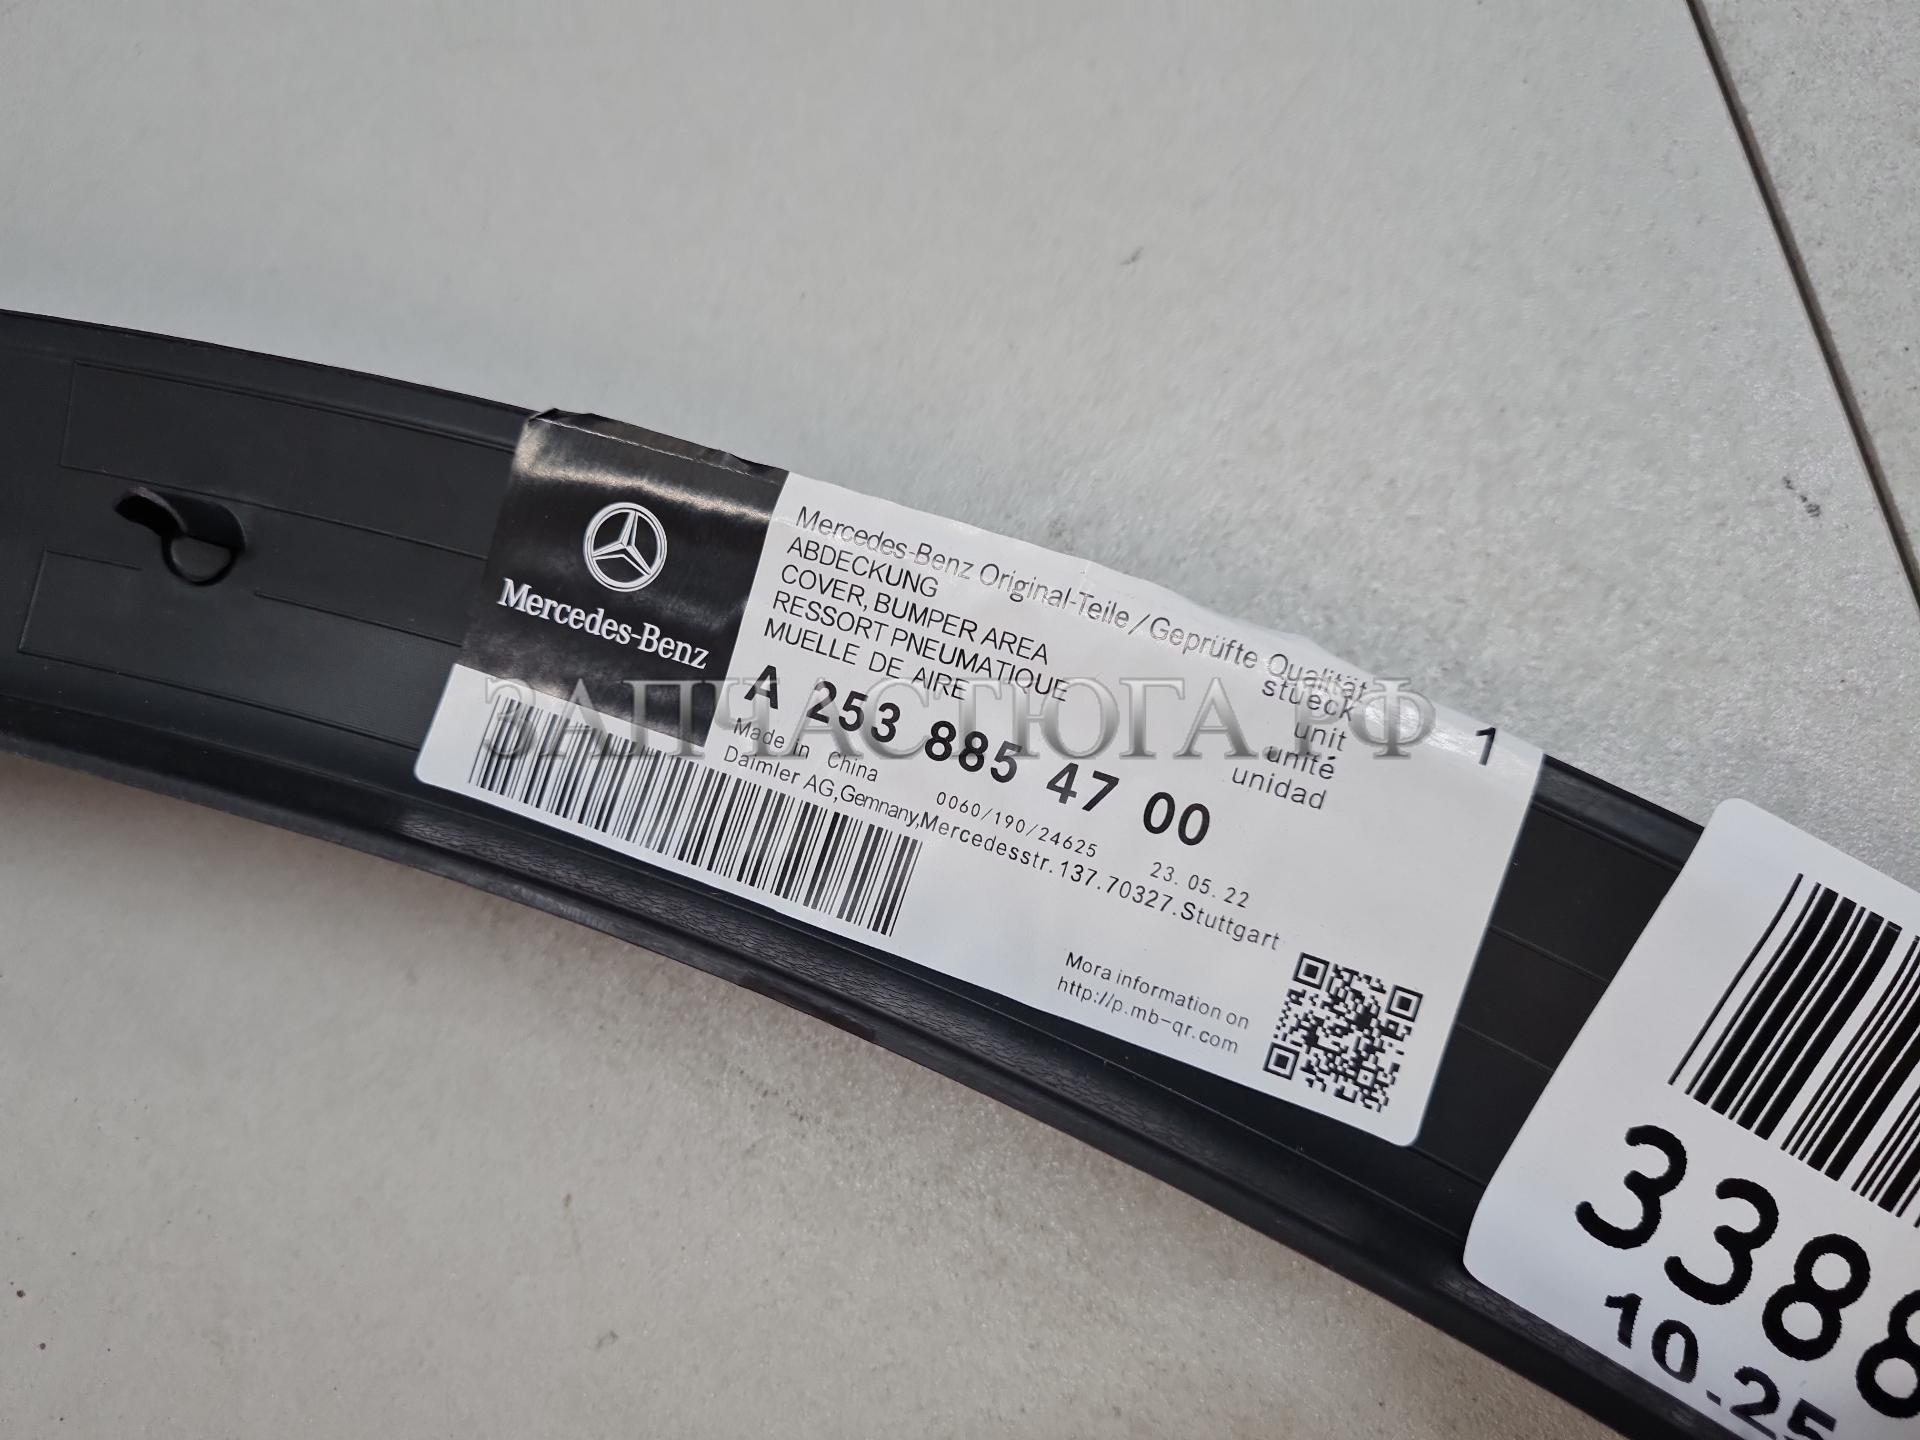 Mercedes-Benz
Mercedes-Benz Original-Teile/Geprüfte Qualität
ABDECKUNG
COVER, BUMPER AREA
RESSORT PNEUMATIQUE
MUELLE DE AIRE
stueck
unit
unité
unidad
1
A 253 885 47 00
Made in China
0060/190/24625
23.05.22
Daimler AG,Gemnany,Mercedesstr.137.70327.Stuttgart
Mora information on
http://p.mb-qr.com
ЗАПЧАСТЮГА.РФ
3388
10.25